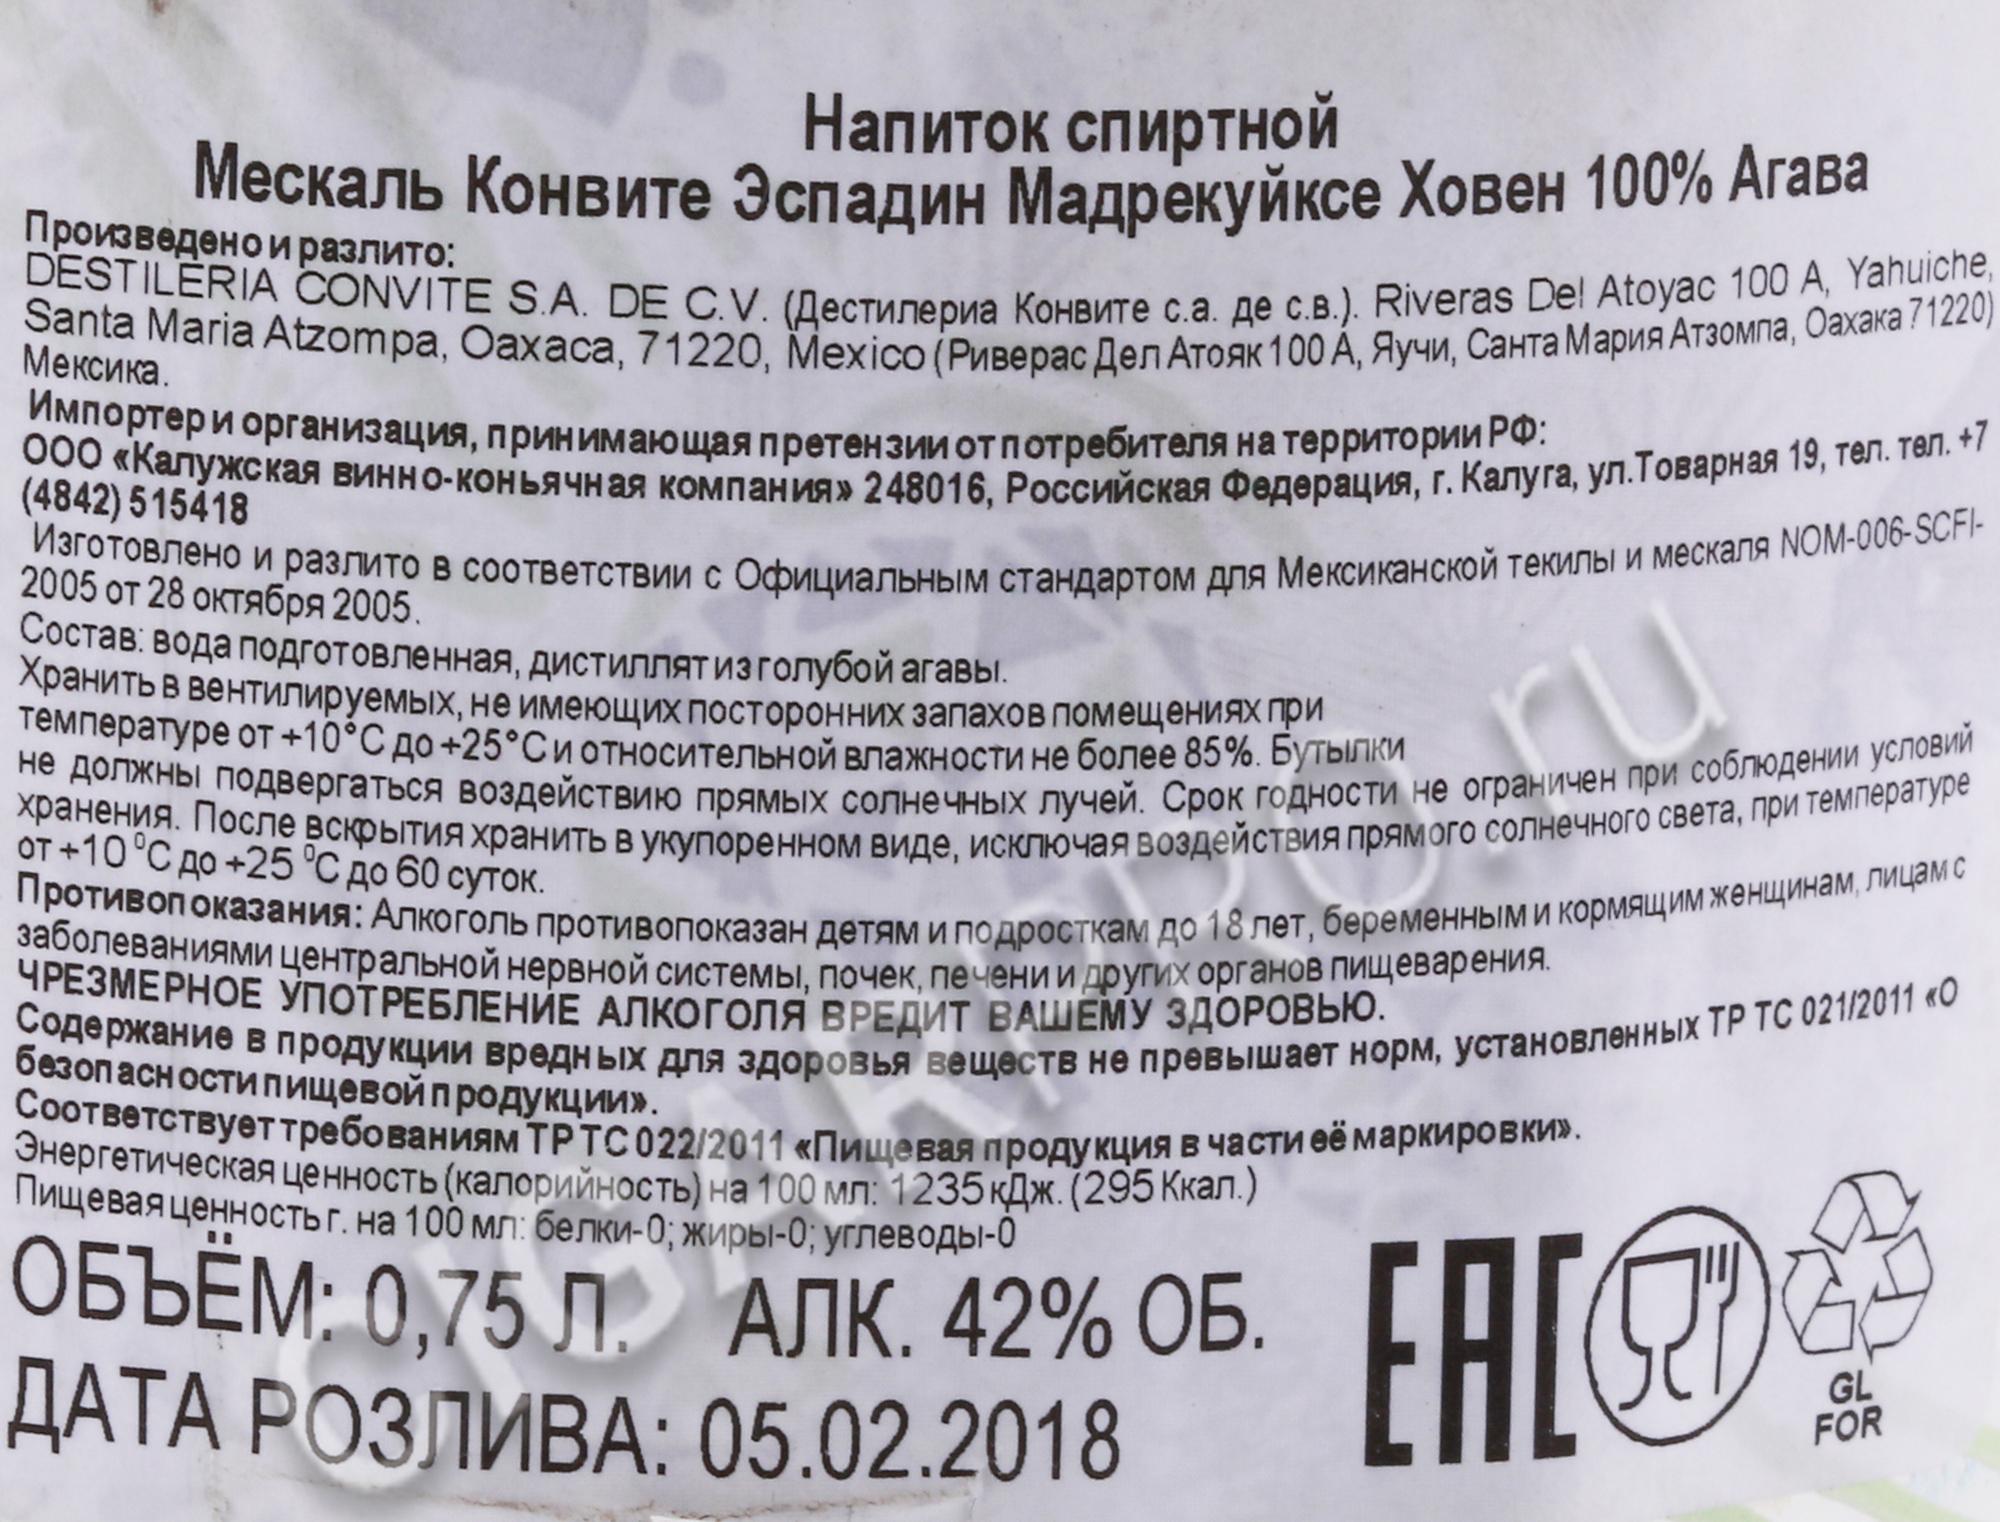 Напиток спиртной
Мескаль Конвите Эспадин Мадрекуйксе Ховен 100% Агава
Произведено и разлито:
DESTILERIA CONVITE S.A. DE C.V. (Дестилериа Конвите с.а. де с.в.). Riveras Del Atoyac 100 A, Yahuiche,
Santa Maria Atzompa, Oaxaca, 71220, Mexico (Риверас Дел Атояк 100 А, Яучи, Санта Мария Атзомпа, Оахака 71220)
Мексика.
Импортер и организация, принимающая претензии от потребителя на территории РФ:
ООО «Калужская винно-коньячная компания» 248016, Российская Федерация, г. Калуга, ул.Товарная 19, тел. тел. +7
(4842) 515418
Изготовлено и разлито в соответствии с Официальным стандартом для Мексиканской текилы и мескаля NOM-006-SCFI-
2005 от 28 октября 2005.
Состав: вода подготовленная, дистиллят из голубой агавы.
Хранить в вентилируемых, не имеющих посторонних запахов помещениях при
температуре от +10°С до +25°С и относительной влажности не более 85%. Бутылки
не должны подвергаться воздействию прямых солнечных лучей. Срок годности не ограничен при соблюдении условий
хранения. После вскрытия хранить в укупоренном виде, исключая воздействия прямого солнечного света, при температуре
от +10 °С до +25 °С до 60 суток.
Противопоказания: Алкоголь противопоказан детям и подросткам до 18 лет, беременным и кормящим женщинам, лицам с
заболеваниями центральной нервной системы, почек, печени и других органов пищеварения.
ЧРЕЗМЕРНОЕ УПОТРЕБЛЕНИЕ АЛКОГОЛЯ ВРЕДИТ ВАШЕМУ ЗДОРОВЬЮ.
Содержание в продукции вредных для здоровья веществ не превышает норм, установленных ТР ТС 021/2011 «О
безопасности пищевой продукции».
Соответствует требованиям ТР ТС 022/2011 «Пищевая продукция в части её маркировки».
Энергетическая ценность (калорийность) на 100 мл: 1235 кДж. (295 Ккал.)
Пищевая ценность г. на 100 мл: белки-0; жиры-0; углеводы-0
ОБЪЁМ: 0,75 Л. АЛК. 42% ОБ.
ДАТА РОЗЛИВА: 05.02.2018
EAC
GL
FOR
CIGARPRO.ru